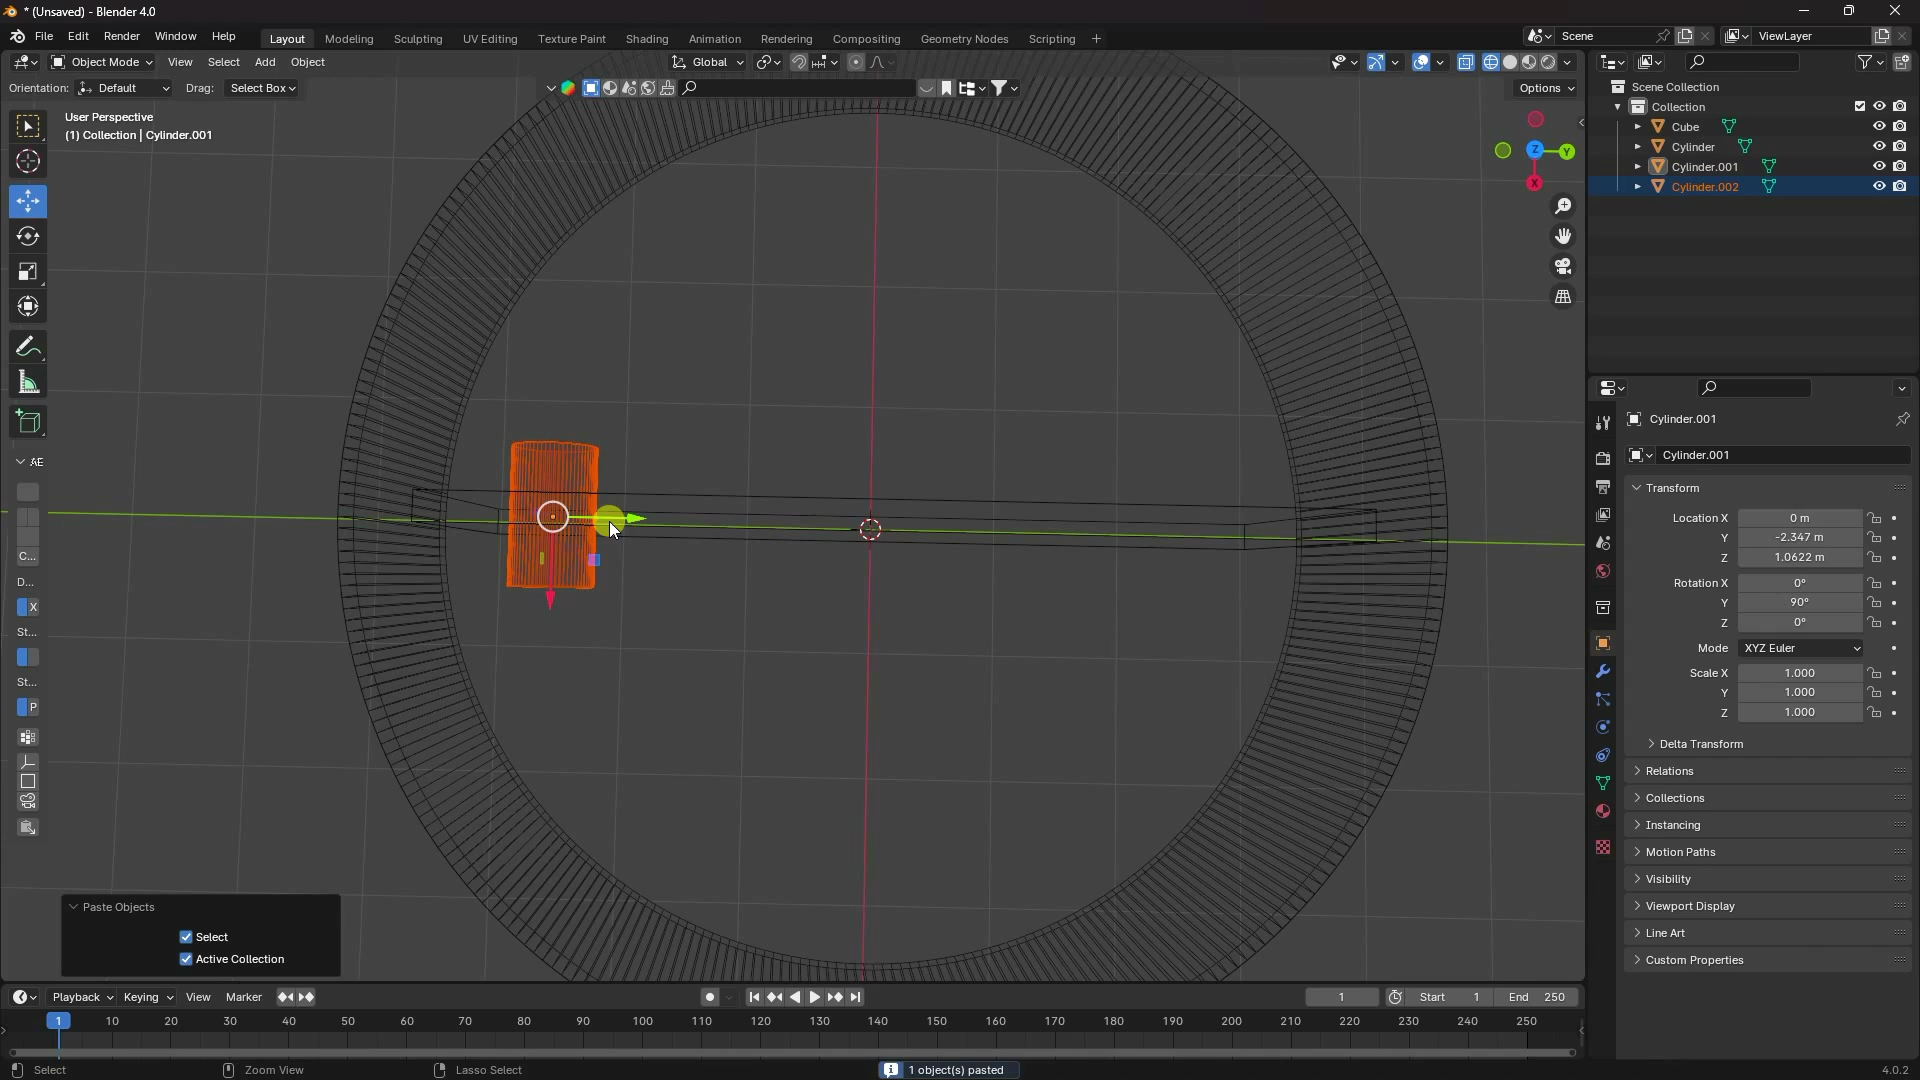 * (Unsaved) - Blender 4.0
File Edit Render Window Help
Layout Modeling Sculpting UV Editing Texture Paint Shading Animation Rendering Compositing Geometry Nodes Scripting +
Scene
ViewLayer
Object Mode View Select Add Object
Global
Orientation: Default Drag: Select Box
Options
User Perspective
(1) Collection | Cylinder.001
Scene Collection
Collection
Cube
Cylinder
Cylinder.001
Cylinder.002
Z
Y
X
AE
C...
D...
X
St...
St...
P
Cylinder.001
Cylinder.001
Transform
Location X 0 m
Y -2.347 m
Z 1.0622 m
Rotation X 0°
Y 90°
Z 0°
Mode XYZ Euler
Scale X 1.000
Y 1.000
Z 1.000
Delta Transform
Relations
Collections
Instancing
Motion Paths
Visibility
Viewport Display
Line Art
Custom Properties
Paste Objects
Select
Active Collection
Playback Keying View Marker
1 Start 1 End 250
1 10 20 30 40 50 60 70 80 90 100 110 120 130 140 150 160 170 180 190 200 210 220 230 240 250
Select Zoom View Lasso Select 1 object(s) pasted 4.0.2